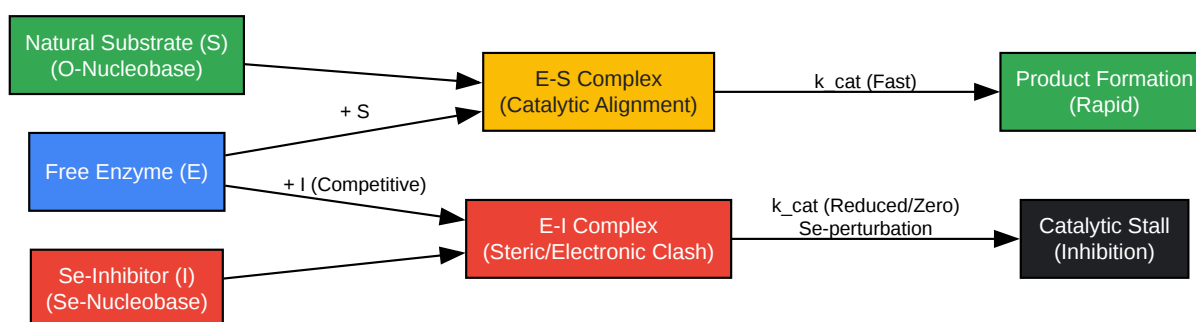 Natural Substrate (S)
(O-Nucleobase)
E-S Complex
(Catalytic Alignment)
k_cat (Fast)
Product Formation
(Rapid)
+ S
Free Enzyme (E)
+ I (Competitive)
E-I Complex
(Steric/Electronic Clash)
k_cat (Reduced/Zero)
Se-perturbation
Catalytic Stall
(Inhibition)
Se-Inhibitor (I)
(Se-Nucleobase)